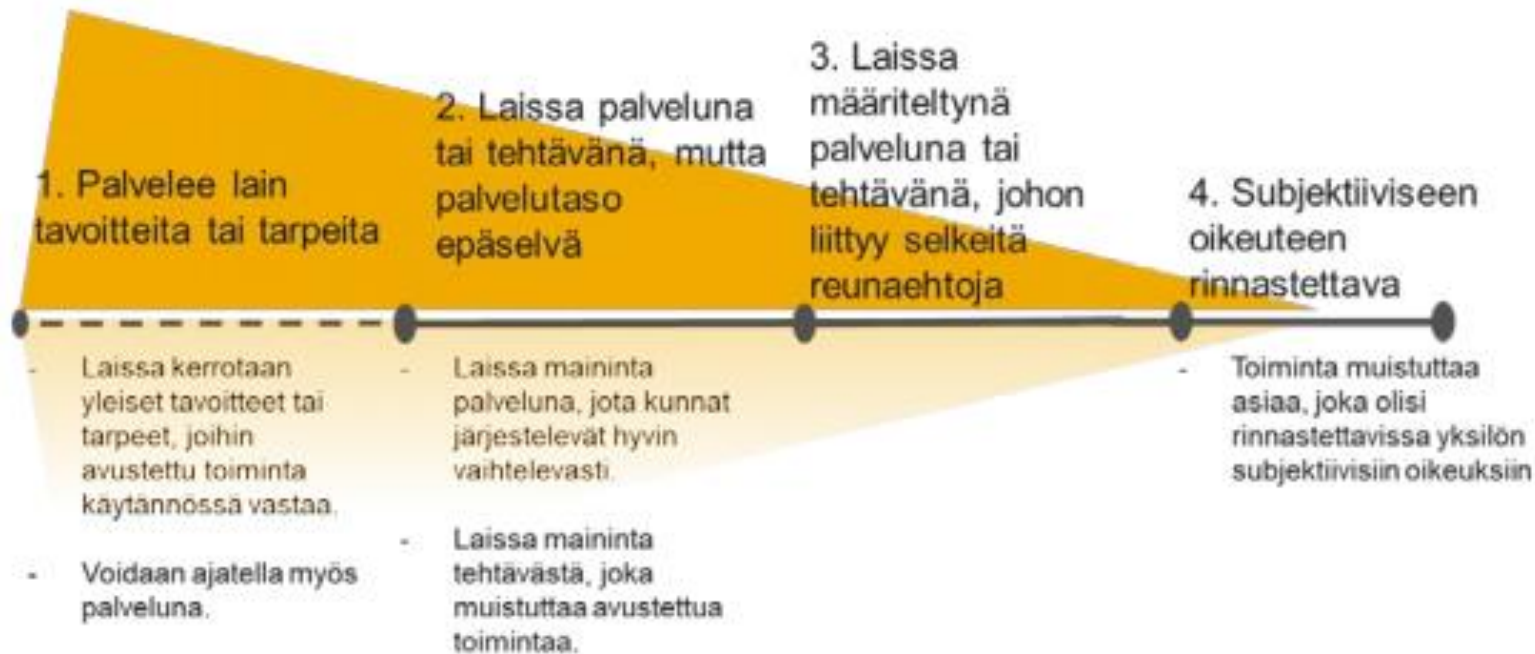 1. Palvelee lain
tavoitteita tai tarpeita
2. Laissa palveluna
tai tehtävänä, mutta
palvelutaso
epäselvä
3. Laissa
määriteltynä
palveluna tai
tehtävänä, johon
liittyy selkeitä
reunaehtoja
4. Subjektiiviseen
oikeuteen
rinnastettava
- Laissa kerrotaan
yleiset tavoitteet tai
tarpeet, joihin
avustettu toiminta
käytännössä vastaa.
- Voidaan ajatella myös
palveluna.
- Laissa maininta
palveluna, jota kunnat
järjestelevät hyvin
vaihtelevasti.
- Laissa maininta
tehtävästä, joka
muistuttaa avustettua
toimintaa.
- Toiminta muistuttaa
asiaa, joka olisi
rinnastettavissa yksilön
subjektiivisiin oikeuksiin